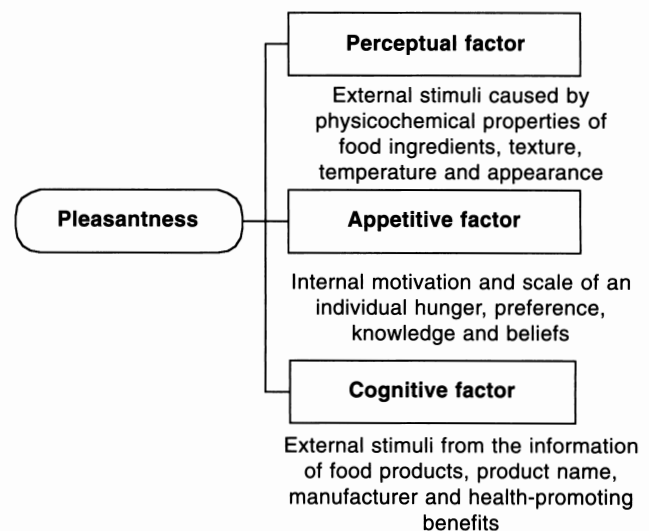 Perceptual factor
External stimuli caused by
physicochemical properties of
food ingredients, texture,
temperature and appearance
Pleasantness
Appetitive factor
Internal motivation and scale of an
individual hunger, preference,
knowledge and beliefs
Cognitive factor
External stimuli from the information
of food products, product name,
manufacturer and health-promoting
benefits